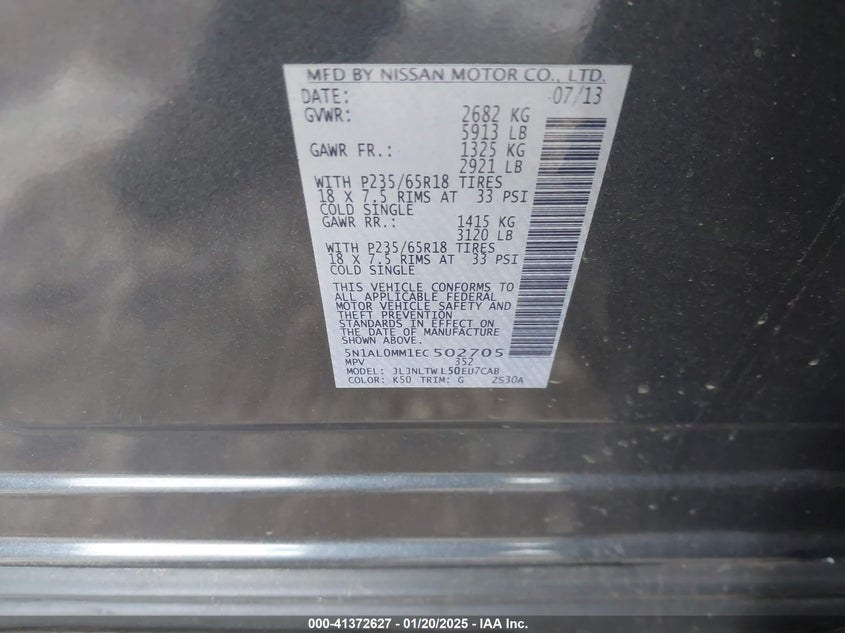 MFD BY NISSAN MOTOR CO., LTD.
DATE: 07/13
GVWR: 2682 KG
5913 LB
GAWR FR.: 1325 KG
2921 LB
WITH P235/65R18 TIRES
18 X 7.5 RIMS AT 33 PSI
COLD SINGLE
GAWR RR.: 1415 KG
3120 LB
WITH P235/65R18 TIRES
18 X 7.5 RIMS AT 33 PSI
COLD SINGLE
THIS VEHICLE CONFORMS TO
ALL APPLICABLE FEDERAL
MOTOR VEHICLE SAFETY AND
THEFT PREVENTION
STANDARDS IN EFFECT ON
THE DATE OF MANUFACTURE
SHOWN ABOVE.
5N1AL0MM1EC502705
MPV 352
MODEL: JLJNLTWL50EU7CAB
COLOR: K50 TRIM: G ZS30A
000-41372627 - 01/20/2025 - IAA Inc.